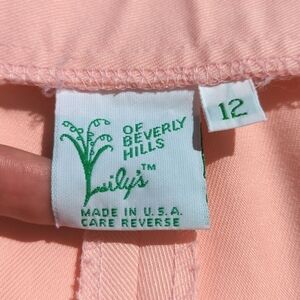 OF
BEVERLY
HILLS
Lily's™
MADE IN U.S.A.
CARE REVERSE
12